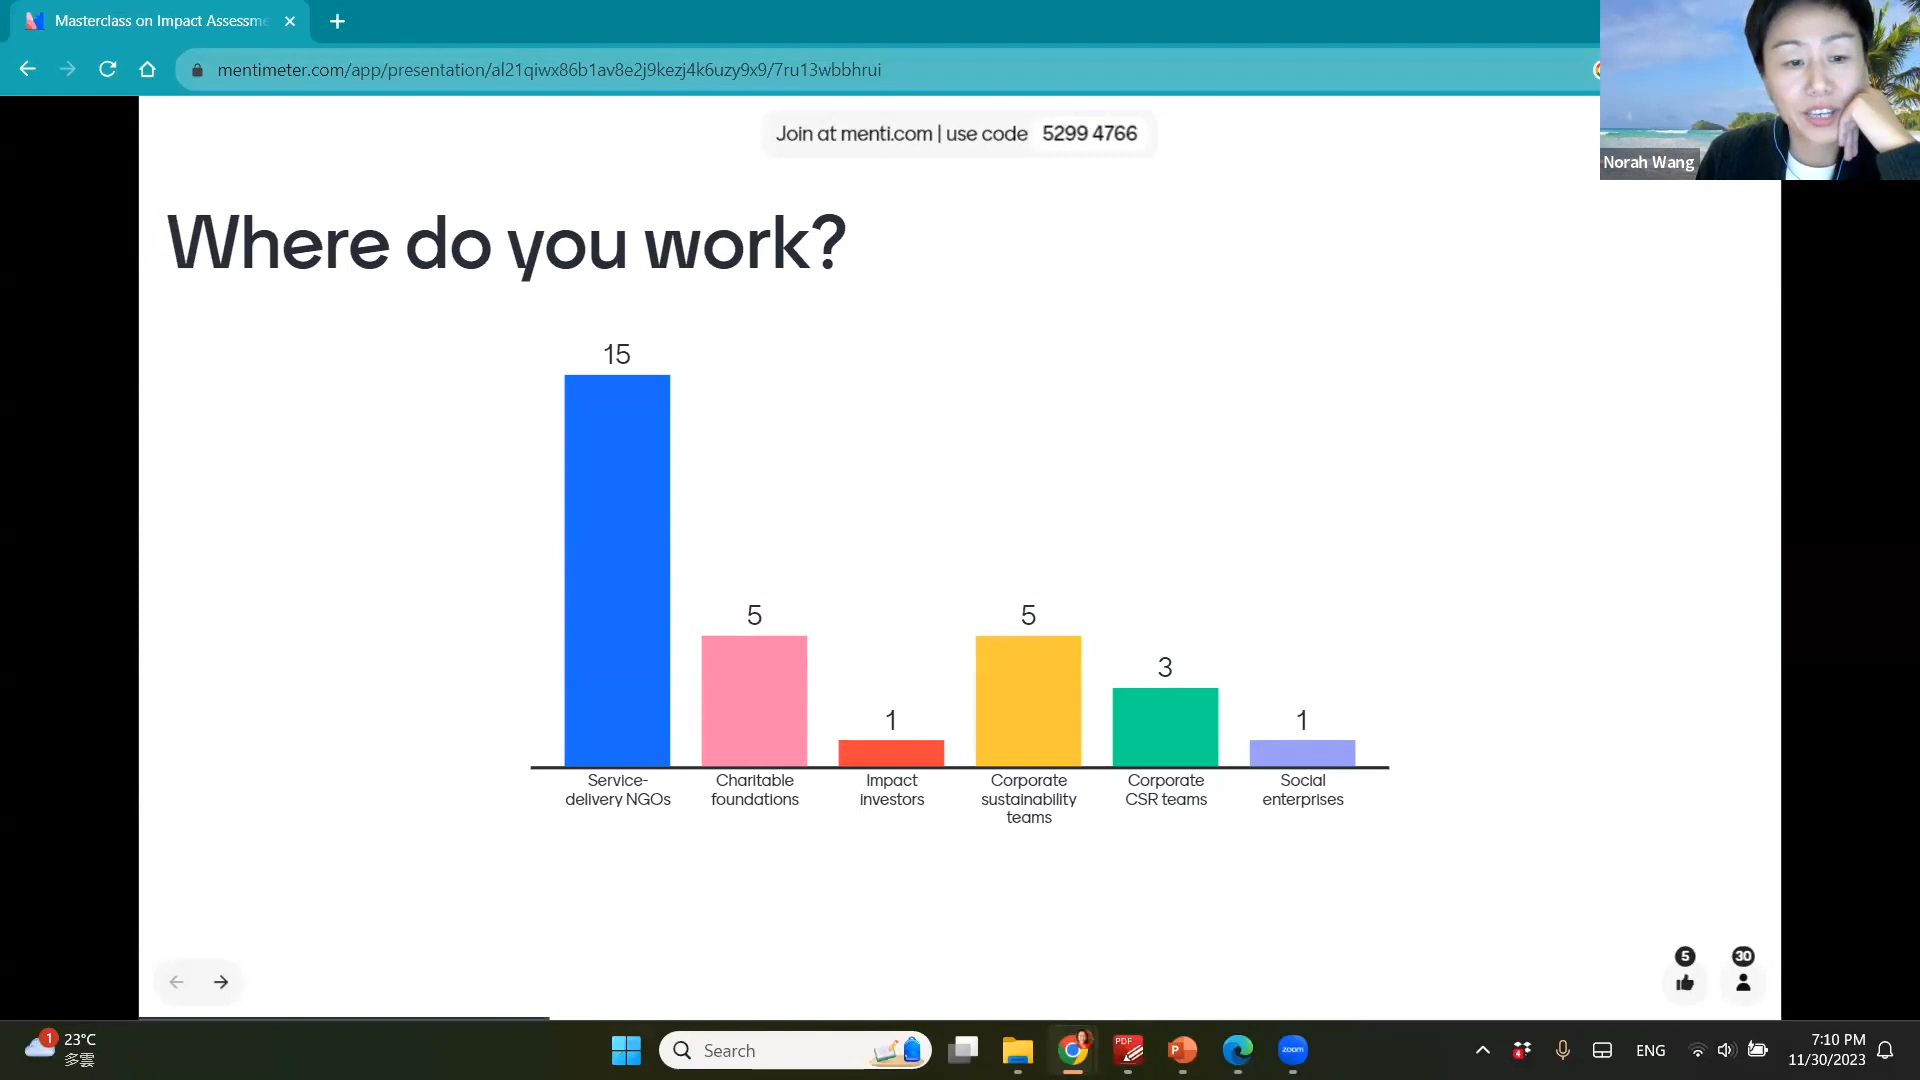 Masterclass on Impact Assessme
mentimeter.com/app/presentation/al21qiwx86b1av8e2j9kezj4k6uzy9x9/7ru13wbbhrui
Norah Wang
Join at menti.com | use code 5299 4766
Where do you work?
15
5
1
5
3
1
Service-
delivery NGOs
Charitable
foundations
Impact
investors
Corporate
sustainability
teams
Corporate
CSR teams
Social
enterprises
5
30
1
23°C
多雲
Search
PDF
P
zoom
4
ENG
7:10 PM
11/30/2023